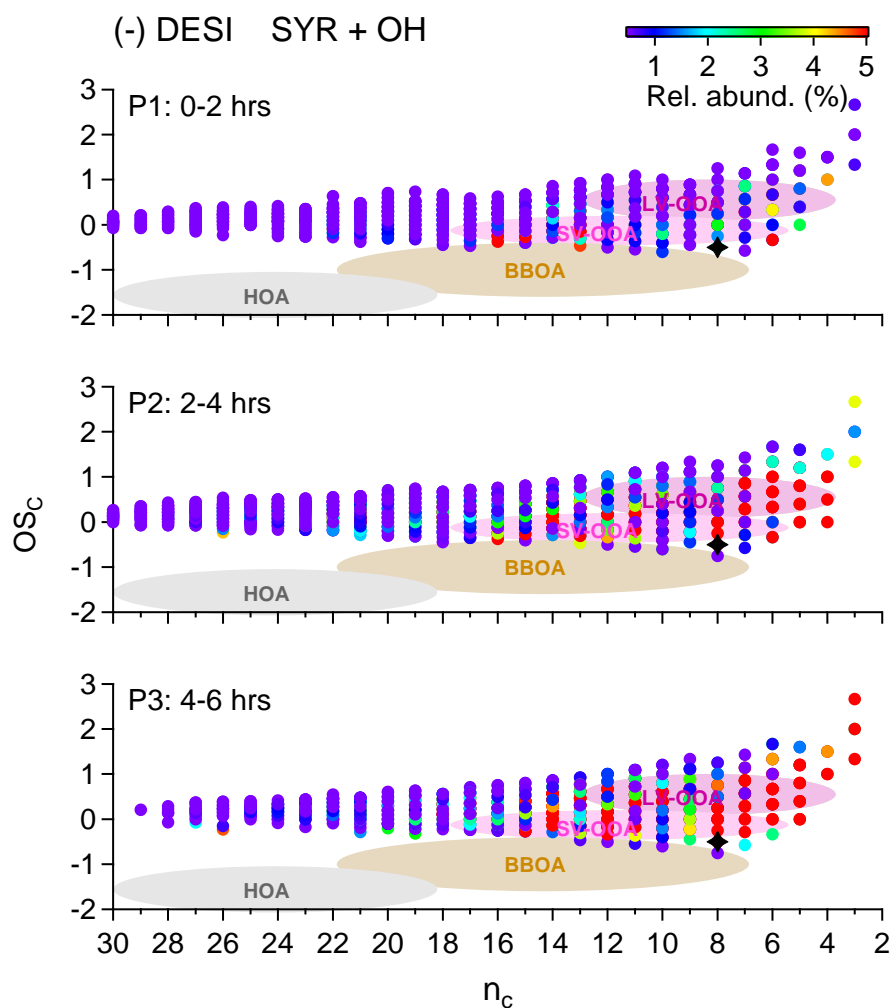 (-) DESI SYR + OH
1 2 3 4 5
Rel. abund. (%)
P1: 0-2 hrs
3
2
1
0
-1
-2
LV-OOA
SV-OOA
BBOA
HOA
P2: 2-4 hrs
3
2
1
0
-1
-2
LV-OOA
SV-OOA
BBOA
HOA
OSC
P3: 4-6 hrs
3
2
1
0
-1
-2
LV-OOA
SV-OOA
BBOA
HOA
30 28 26 24 22 20 18 16 14 12 10 8 6 4 2
nc